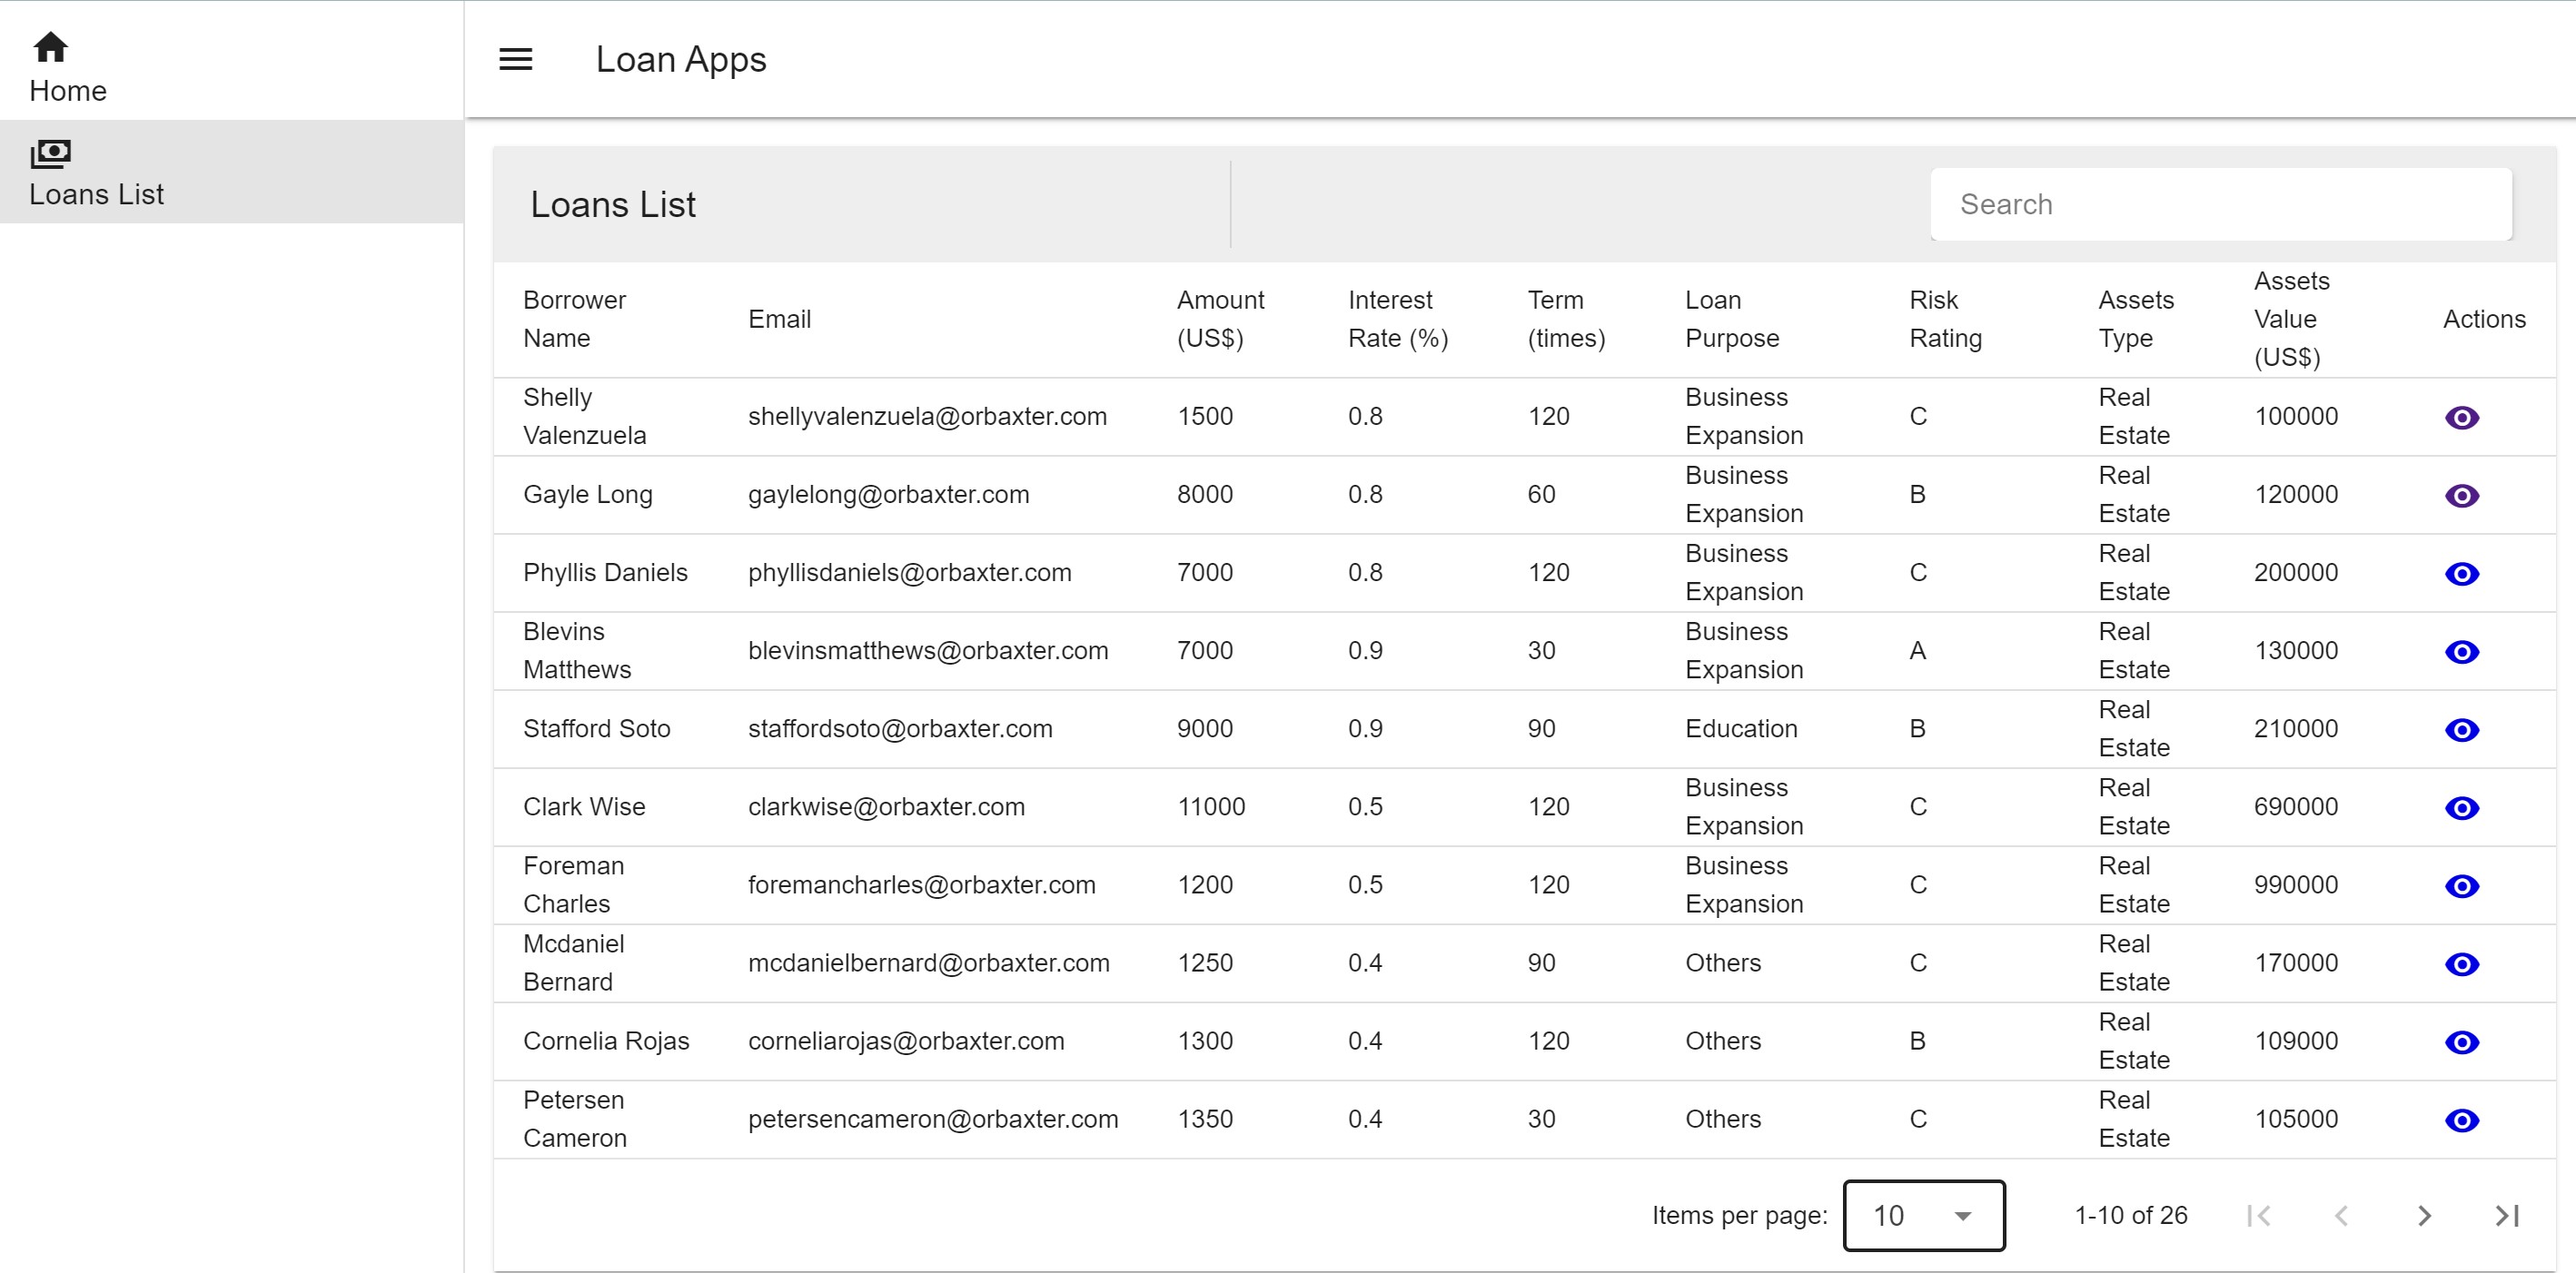 Home
Loans List
Loan Apps
Loans List
Search
Borrower Name Email Amount (US$) Interest Rate (%) Term (times) Loan Purpose Risk Rating Assets Type Assets Value (US$) Actions
Shelly Valenzuela shellyvalenzuela@orbaxter.com 1500 0.8 120 Business Expansion C Real Estate 100000
Gayle Long gaylelong@orbaxter.com 8000 0.8 60 Business Expansion B Real Estate 120000
Phyllis Daniels phyllisdaniels@orbaxter.com 7000 0.8 120 Business Expansion C Real Estate 200000
Blevins Matthews blevinsmatthews@orbaxter.com 7000 0.9 30 Business Expansion A Real Estate 130000
Stafford Soto staffordsoto@orbaxter.com 9000 0.9 90 Education B Real Estate 210000
Clark Wise clarkwise@orbaxter.com 11000 0.5 120 Business Expansion C Real Estate 690000
Foreman Charles foremancharles@orbaxter.com 1200 0.5 120 Business Expansion C Real Estate 990000
Mcdaniel Bernard mcdanielbernard@orbaxter.com 1250 0.4 90 Others C Real Estate 170000
Cornelia Rojas corneliarojas@orbaxter.com 1300 0.4 120 Others B Real Estate 109000
Petersen Cameron petersencameron@orbaxter.com 1350 0.4 30 Others C Real Estate 105000
Items per page: 10 1-10 of 26